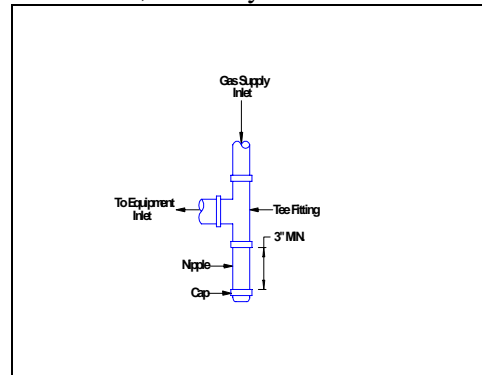 Gas Supply
Inlet
To Equipment
Inlet
Tee Fitting
3" MIN.
Nipple
Cap